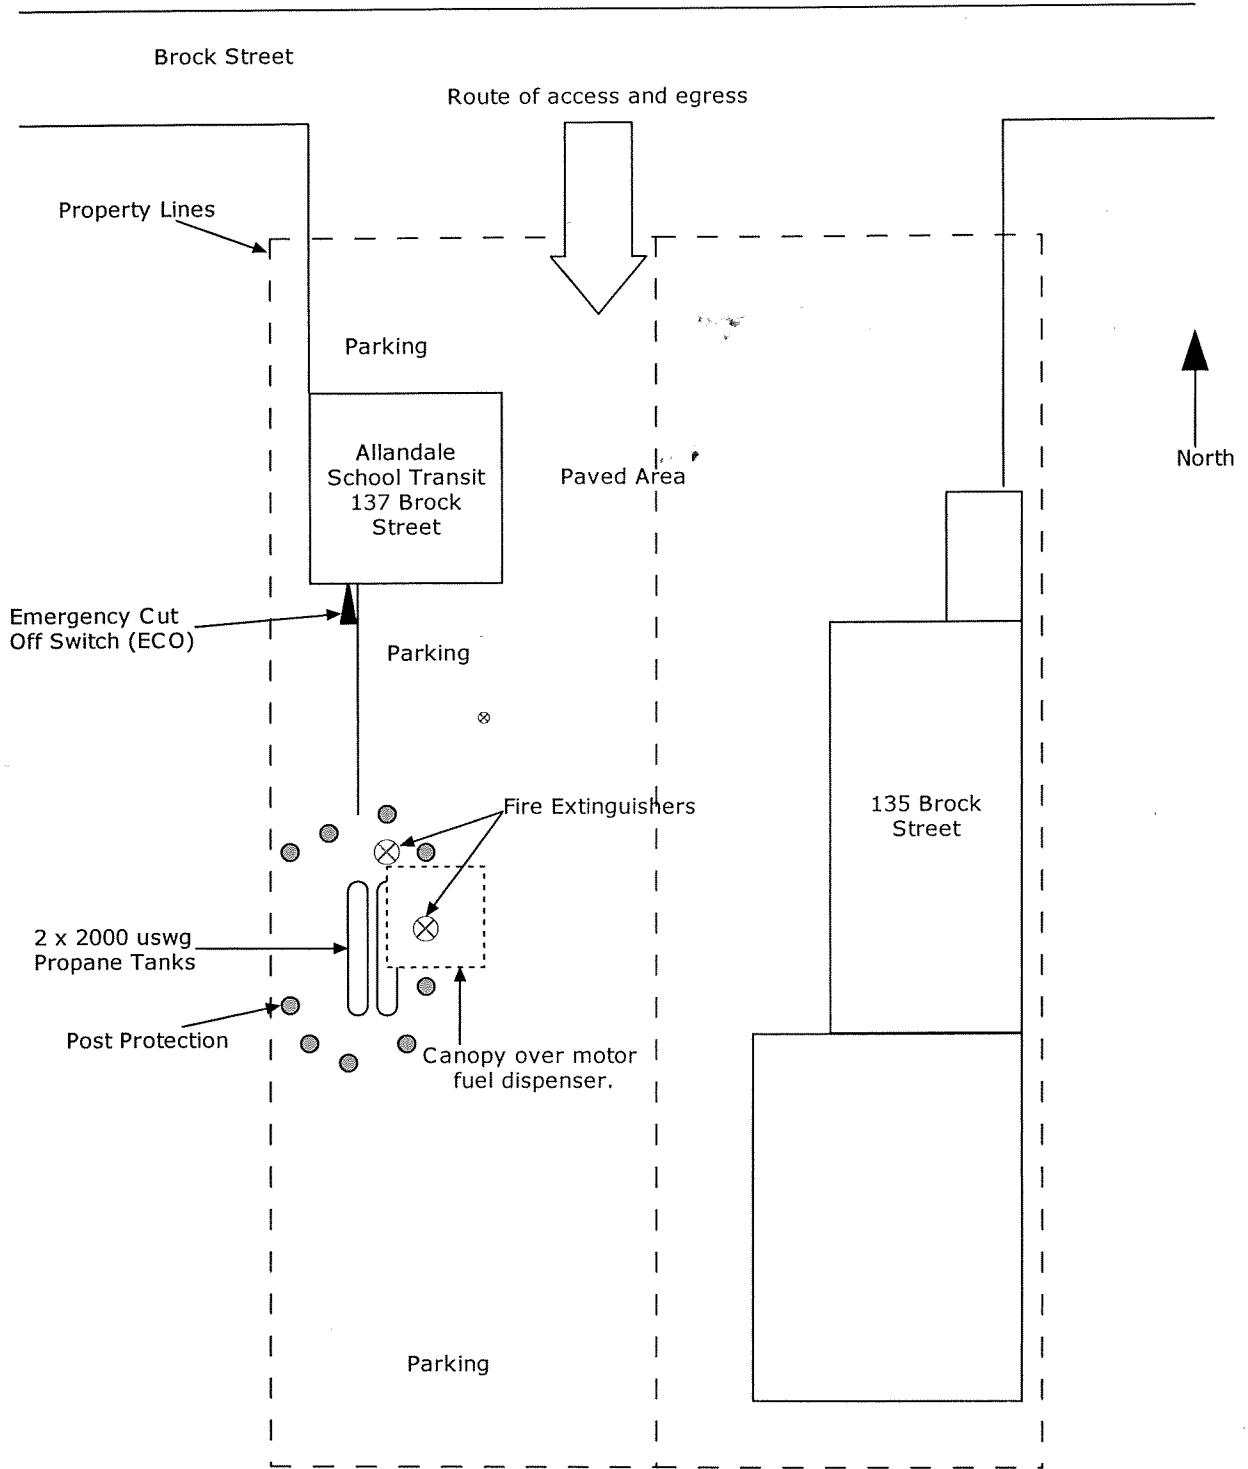 Brock Street
Route of access and egress
Property Lines
Parking
Allandale
School Transit
137 Brock
Street
Paved Area
North
Emergency Cut
Off Switch (ECO)
Parking
Fire Extinguishers
135 Brock
Street
2 x 2000 uswg
Propane Tanks
Post Protection
Canopy over motor
fuel dispenser.
Parking